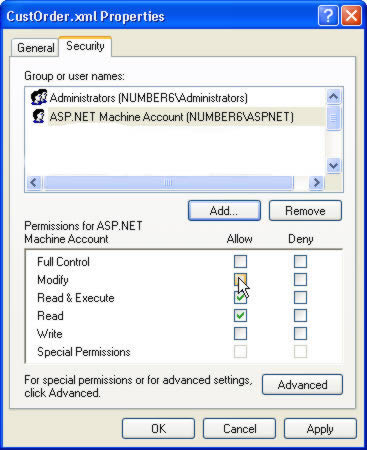 CustOrder.xml Properties
General Security
Group or user names:
Administrators (NUMBER6\Administrators)
ASP.NET Machine Account (NUMBER6\ASPNET)
Add... Remove
Permissions for ASP.NET
Machine Account Allow Deny
Full Control
Modify
Read & Execute
Read
Write
Special Permissions
For special permissions or for advanced settings,
click Advanced. Advanced
OK Cancel Apply